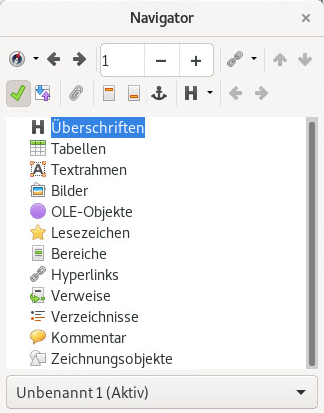 Navigator
1
Überschriften
Tabellen
Textrahmen
Bilder
OLE-Objekte
Lesezeichen
Bereiche
Hyperlinks
Verweise
Verzeichnisse
Kommentar
Zeichnungsobjekte
Unbenannt 1 (Aktiv)